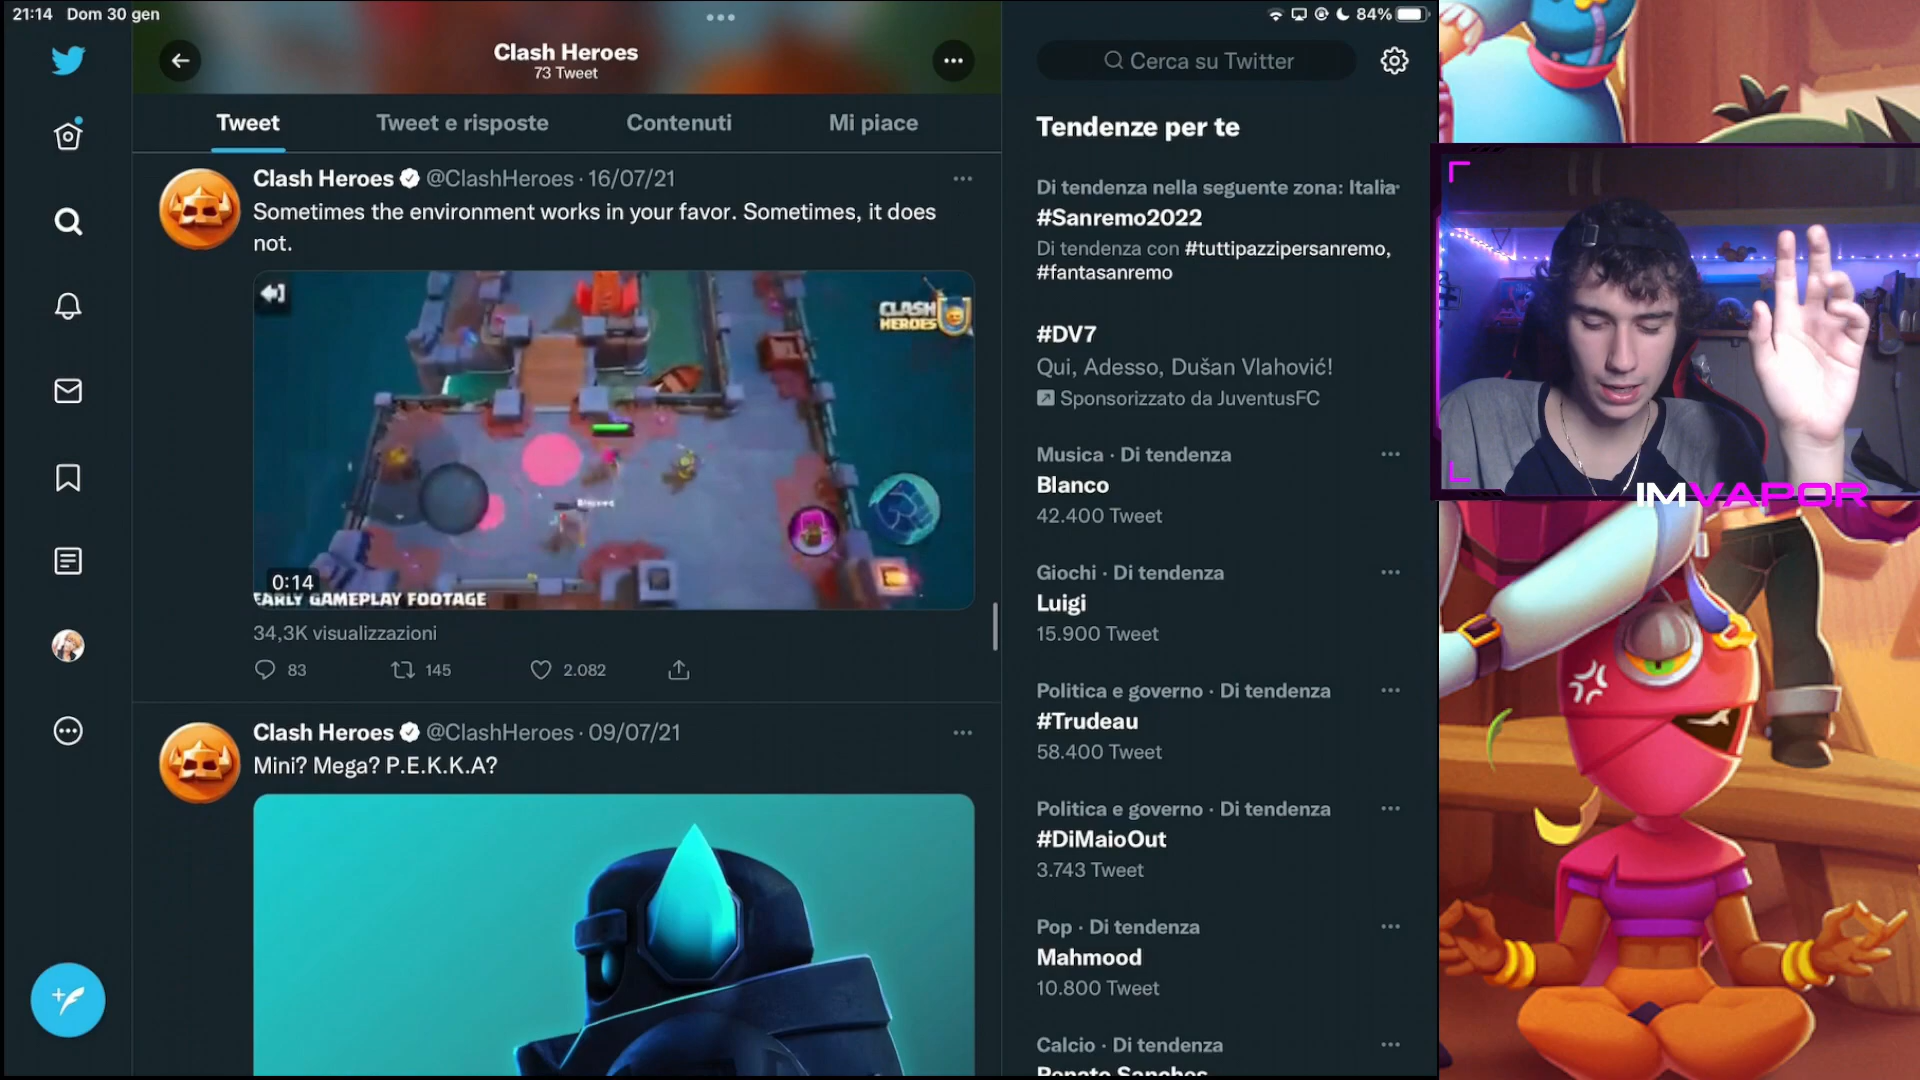 21:14 Dom 30 gen
84%
Clash Heroes
73 Tweet
Tweet
Tweet e risposte
Contenuti
Mi piace
Clash Heroes @ClashHeroes · 16/07/21
Sometimes the environment works in your favor. Sometimes, it does
not.
CLASH
HEROES
0:14
EARLY GAMEPLAY FOOTAGE
34,3K visualizzazioni
83
145
2.082
Clash Heroes @ClashHeroes · 09/07/21
Mini? Mega? P.E.K.K.A?
Cerca su Twitter
Tendenze per te
Di tendenza nella seguente zona: Italia
#Sanremo2022
Di tendenza con #tuttipazzipersanremo,
#fantasanremo
#DV7
Qui, Adesso, Dušan Vlahović!
Sponsorizzato da JuventusFC
Musica · Di tendenza
Blanco
42.400 Tweet
Giochi · Di tendenza
Luigi
15.900 Tweet
Politica e governo · Di tendenza
#Trudeau
58.400 Tweet
Politica e governo · Di tendenza
#DiMaioOut
3.743 Tweet
Pop · Di tendenza
Mahmood
10.800 Tweet
Calcio · Di tendenza
Renato Sanches
IMVAPOR